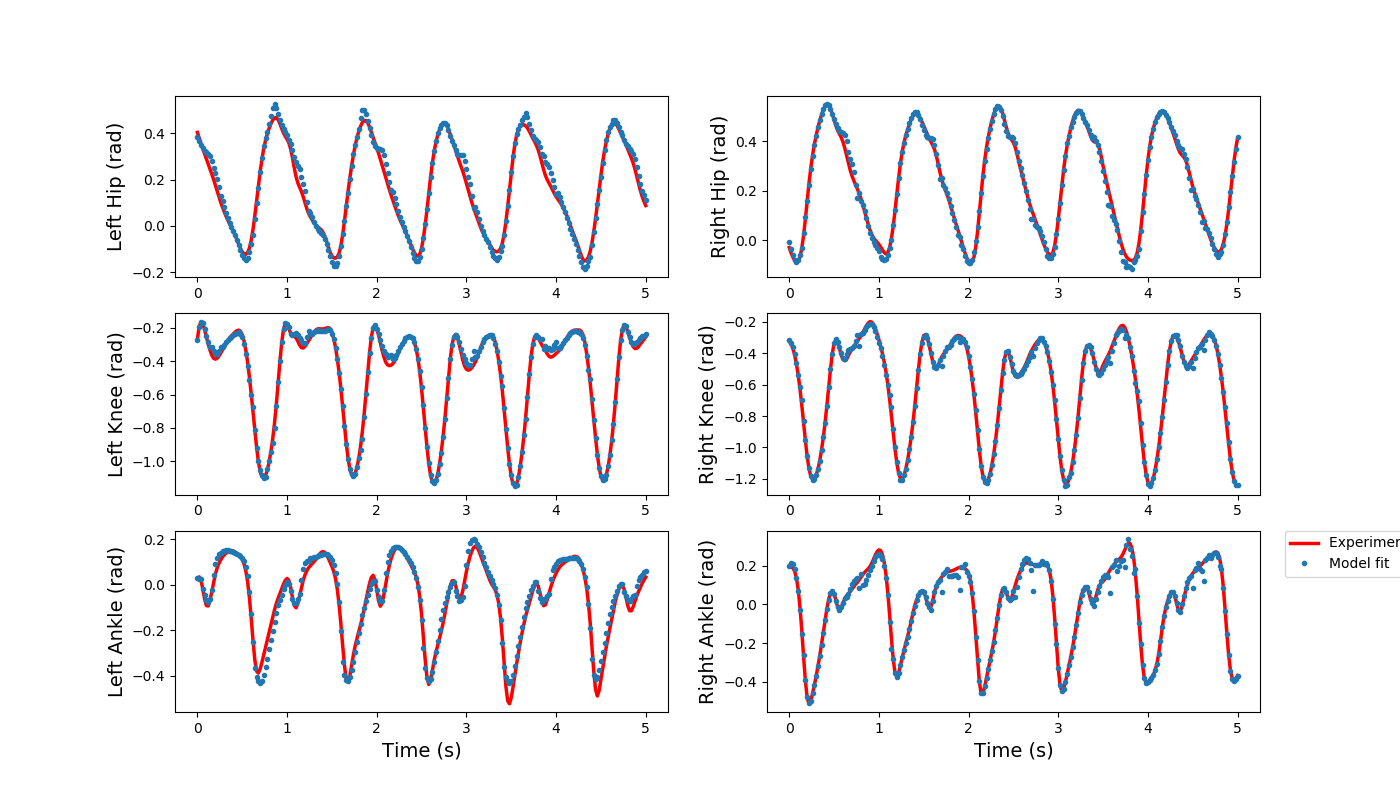 Left Hip (rad)
0.4
0.2
0.0
−0.2
0 1 2 3 4 5
Right Hip (rad)
0.4
0.2
0.0
0 1 2 3 4 5
Left Knee (rad)
−0.2
−0.4
−0.6
−0.8
−1.0
0 1 2 3 4 5
Right Knee (rad)
−0.2
−0.4
−0.6
−0.8
−1.0
−1.2
0 1 2 3 4 5
Left Ankle (rad)
0.2
0.0
−0.2
−0.4
0 1 2 3 4 5
Time (s)
Right Ankle (rad)
0.2
0.0
−0.2
−0.4
0 1 2 3 4 5
Time (s)
Experimen
Model fit